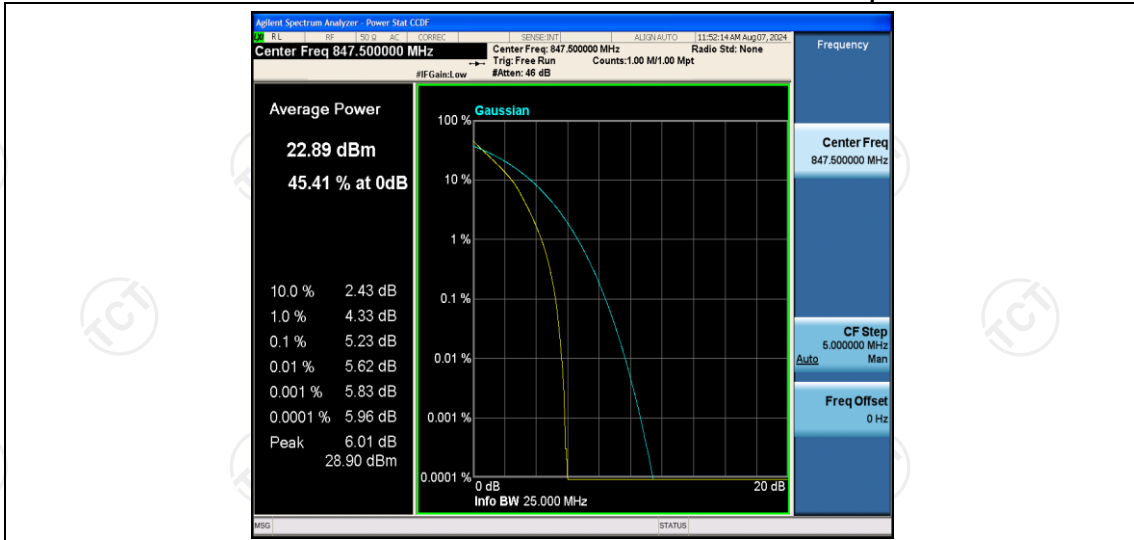 Agilent Spectrum Analyzer - Power Stat CCDF
LXI RL RF 50 Ω AC CORREC SENSE:INT ALIGN AUTO 11:52:14 AM Aug 07, 2024
Center Freq 847.500000 MHz
Center Freq: 847.500000 MHz Radio Std: None
Trig: Free Run Counts:1.00 M/1.00 Mpt
#IFGain:Low #Atten: 46 dB
Frequency
Average Power
22.89 dBm
45.41 % at 0dB
10.0 % 2.43 dB
1.0 % 4.33 dB
0.1 % 5.23 dB
0.01 % 5.62 dB
0.001 % 5.83 dB
0.0001 % 5.96 dB
Peak 6.01 dB
28.90 dBm
Gaussian
100 %
10 %
1 %
0.1 %
0.01 %
0.001 %
0.0001 %
0 dB 20 dB
Info BW 25.000 MHz
Center Freq
847.500000 MHz
CF Step
5.000000 MHz
Auto Man
Freq Offset
0 Hz
MSG STATUS
TCT
TCT